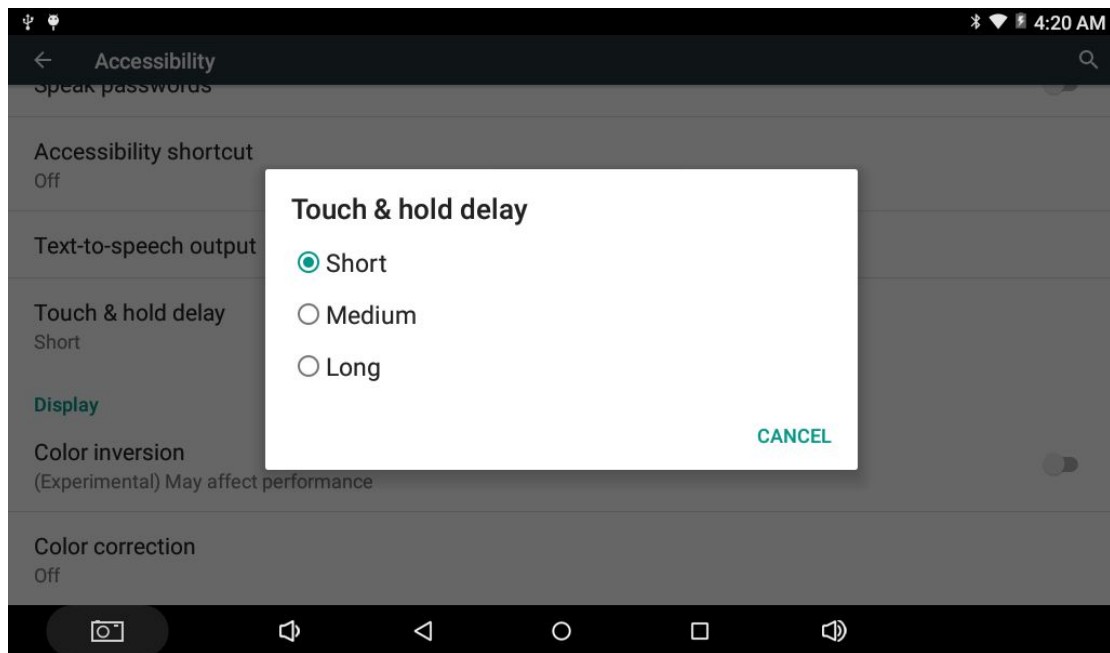 4:20 AM
Accessibility
Speak passwords
Accessibility shortcut
Off
Text-to-speech output
Touch & hold delay
Short
Display
Color inversion
(Experimental) May affect performance
Color correction
Off
Touch & hold delay
Short
Medium
Long
CANCEL